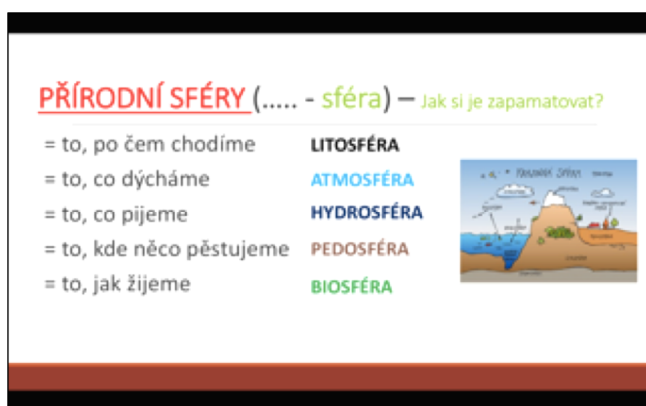 PŘÍRODNÍ SFÉRY (..... - sféra) – Jak si je zapamatovat?
= to, po čem chodíme LITOSFÉRA
= to, co dýcháme ATMOSFÉRA
= to, co pijeme HYDROSFÉRA
= to, kde něco pěstujeme PEDOSFÉRA
= to, jak žijeme BIOSFÉRA